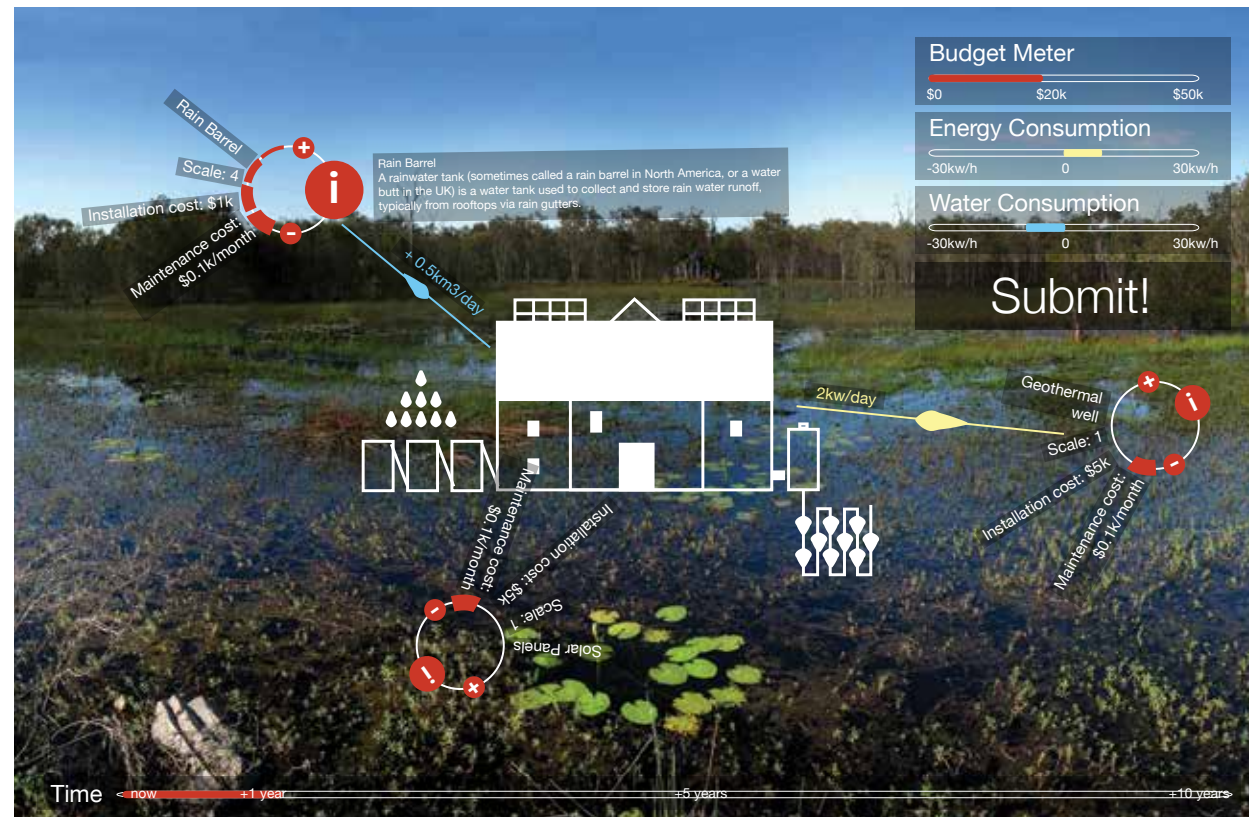 Budget Meter
$0 $20k $50k
Energy Consumption
-30kw/h 0 30kw/h
Water Consumption
-30kw/h 0 30kw/h
Submit!
Rain Barrel
Scale: 4
Installation cost: $1k
Maintenance cost:
$0.1k/month
+
i
-
Rain Barrel
A rainwater tank (sometimes called a rain barrel in North America, or a water
butt in the UK) is a water tank used to collect and store rain water runoff,
typically from rooftops via rain gutters.
+ 0.5km3/day
2kw/day
Geothermal
well
Scale: 1
Installation cost: $5k
Maintenance cost:
$0.1k/month
+
i
-
Maintenance cost:
$0.1k/month
Installation cost: $5k
Scale: 1
Solar Panels
-
i
+
Time < now +1 year +5 years +10 years>